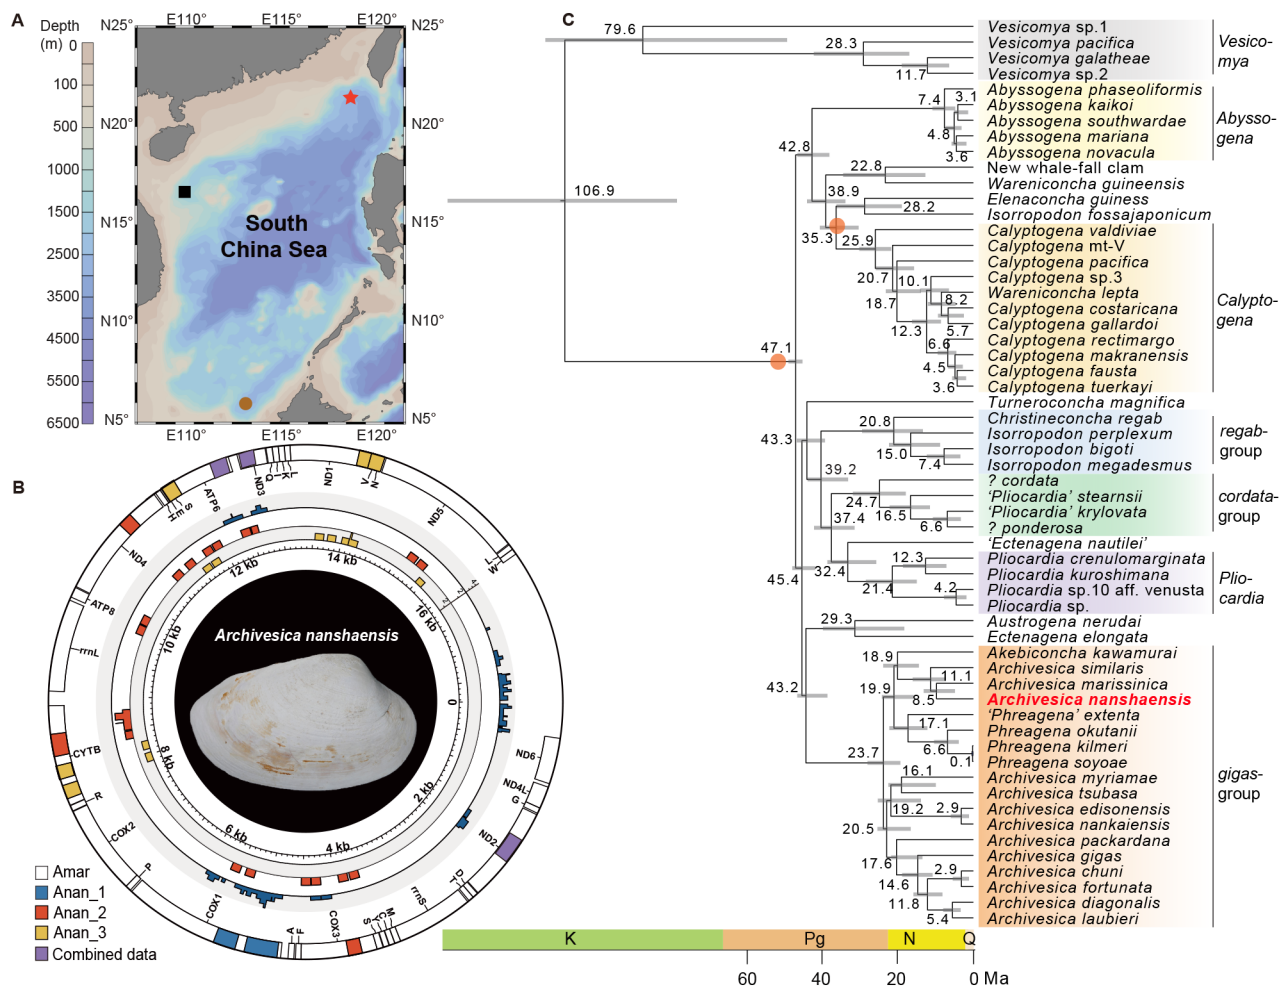 A
Depth
(m)
0
100
500
1000
1500
2500
3500
4500
5500
6500
E110°
E115°
E120°
N25°
N20°
N15°
N10°
N5°
N25°
N20°
N15°
N10°
N5°
South
China Sea
E110°
E115°
E120°
B
ND3
Q
K
L
ND1
V
N
ND5
L
W
ND6
ND4L
G
ND2
D
T
rrnS
M
Y
C
S
COX3
F
A
COX1
P
COX2
R
CYTB
rrnL
ATP8
ND4
H
E
S
ATP6
0
2 kb
4 kb
6 kb
8 kb
10 kb
12 kb
14 kb
16 kb
Archivesica nanshaensis
Amar
Anan_1
Anan_2
Anan_3
Combined data
C
79.6
28.3
11.7
106.9
7.4
3.1
4.8
3.6
42.8
22.8
38.9
28.2
35.3
25.9
20.7
10.1
18.7
8.2
12.3
5.7
6.6
4.5
3.6
47.1
43.3
20.8
15.0
7.4
39.2
24.7
16.5
37.4
6.6
45.4
32.4
12.3
21.4
4.2
29.3
43.2
18.9
11.1
19.9
8.5
17.1
6.6
0.1
23.7
16.1
19.2
2.9
20.5
17.6
2.9
14.6
11.8
5.4
Vesicomya sp.1
Vesicomya pacifica
Vesicomya galatheae
Vesicomya sp.2
Abyssogena phaseoliformis
Abyssogena kaikoi
Abyssogena southwardae
Abyssogena mariana
Abyssogena novacula
New whale-fall clam
Wareniconcha guineensis
Elenaconcha guiness
Isorropodon fossajaponicum
Calyptogena valdiviae
Calyptogena mt-V
Calyptogena pacifica
Calyptogena sp.3
Wareniconcha lepta
Calyptogena costaricana
Calyptogena gallardoi
Calyptogena rectimargo
Calyptogena makranensis
Calyptogena fausta
Calyptogena tuerkayi
Turneroconcha magnifica
Christineconcha regab
Isorropodon perplexum
Isorropodon bigoti
Isorropodon megadesmus
? cordata
‘Pliocardia’ stearnsii
‘Pliocardia’ krylovata
? ponderosa
‘Ectenagena nautilei’
Pliocardia crenulomarginata
Pliocardia kuroshimana
Pliocardia sp.10 aff. venusta
Pliocardia sp.
Austrogena nerudai
Ectenagena elongata
Akebiconcha kawamurai
Archivesica similaris
Archivesica marissinica
Archivesica nanshaensis
‘Phreagena’ extenta
Phreagena okutanii
Phreagena kilmeri
Phreagena soyoae
Archivesica myriamae
Archivesica tsubasa
Archivesica edisonensis
Archivesica nankaiensis
Archivesica packardana
Archivesica gigas
Archivesica chuni
Archivesica fortunata
Archivesica diagonalis
Archivesica laubieri
Vesico-
mya
Abysso-
gena
Calypto-
gena
regab-
group
cordata-
group
Plio-
cardia
gigas-
group
K
Pg
N
Q
60
40
20
0 Ma